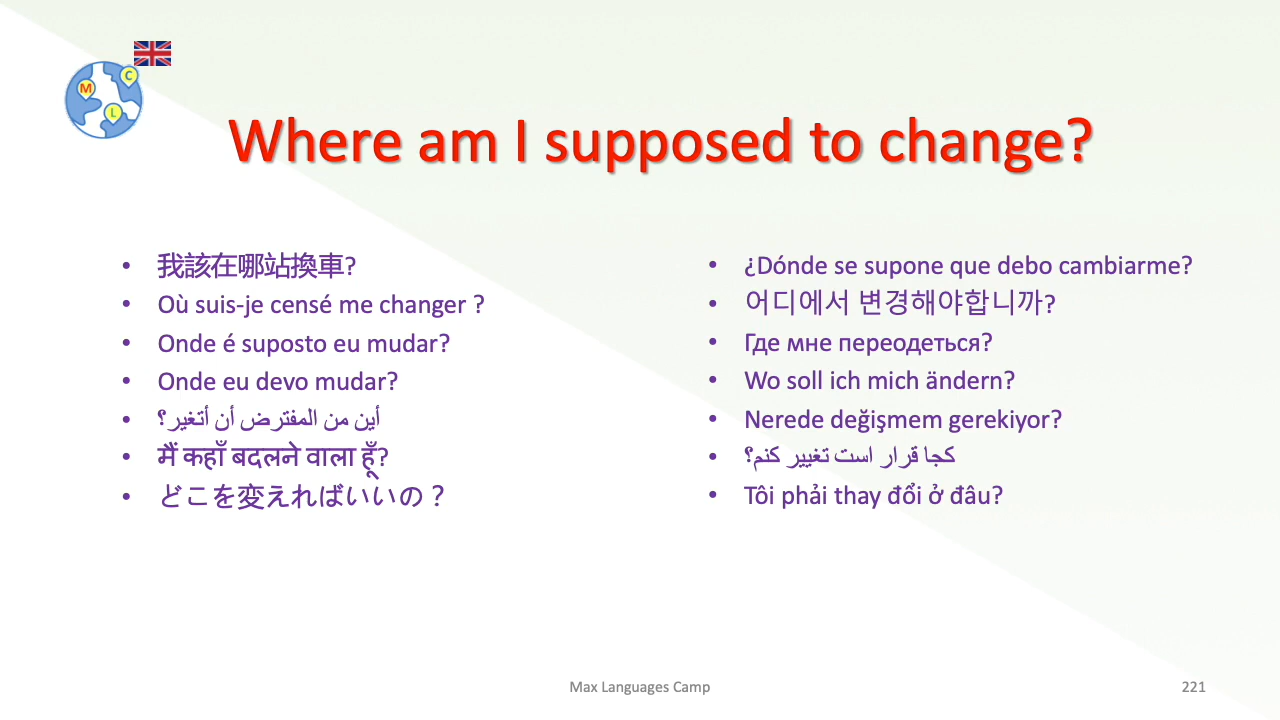 C
M
L
Where am I supposed to change?
• 我該在哪站換車?
• Où suis-je censé me changer ?
• Onde é suposto eu mudar?
• Onde eu devo mudar?
• أين من المفترض أن أتغير؟
• मैं कहाँ बदलने वाला हूँ?
• どこを変えればいいの？
• ¿Dónde se supone que debo cambiarme?
• 어디에서 변경해야합니까?
• Где мне переодеться?
• Wo soll ich mich ändern?
• Nerede değişmem gerekiyor?
• کجا قرار است تغییر کنم؟
• Tôi phải thay đổi ở đâu?
Max Languages Camp
221